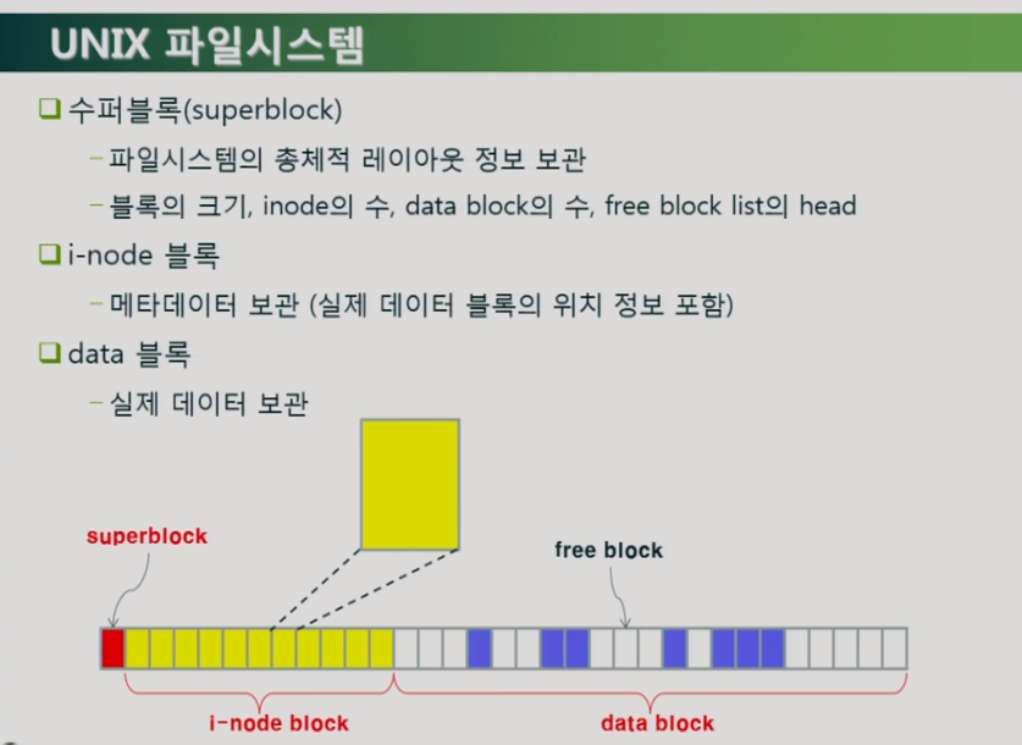 UNIX 파일시스템
수퍼블록(superblock)
– 파일시스템의 총체적 레이아웃 정보 보관
– 블록의 크기, inode의 수, data block의 수, free block list의 head
i-node 블록
– 메타데이터 보관 (실제 데이터 블록의 위치 정보 포함)
data 블록
– 실제 데이터 보관
superblock
free block
i-node block
data block